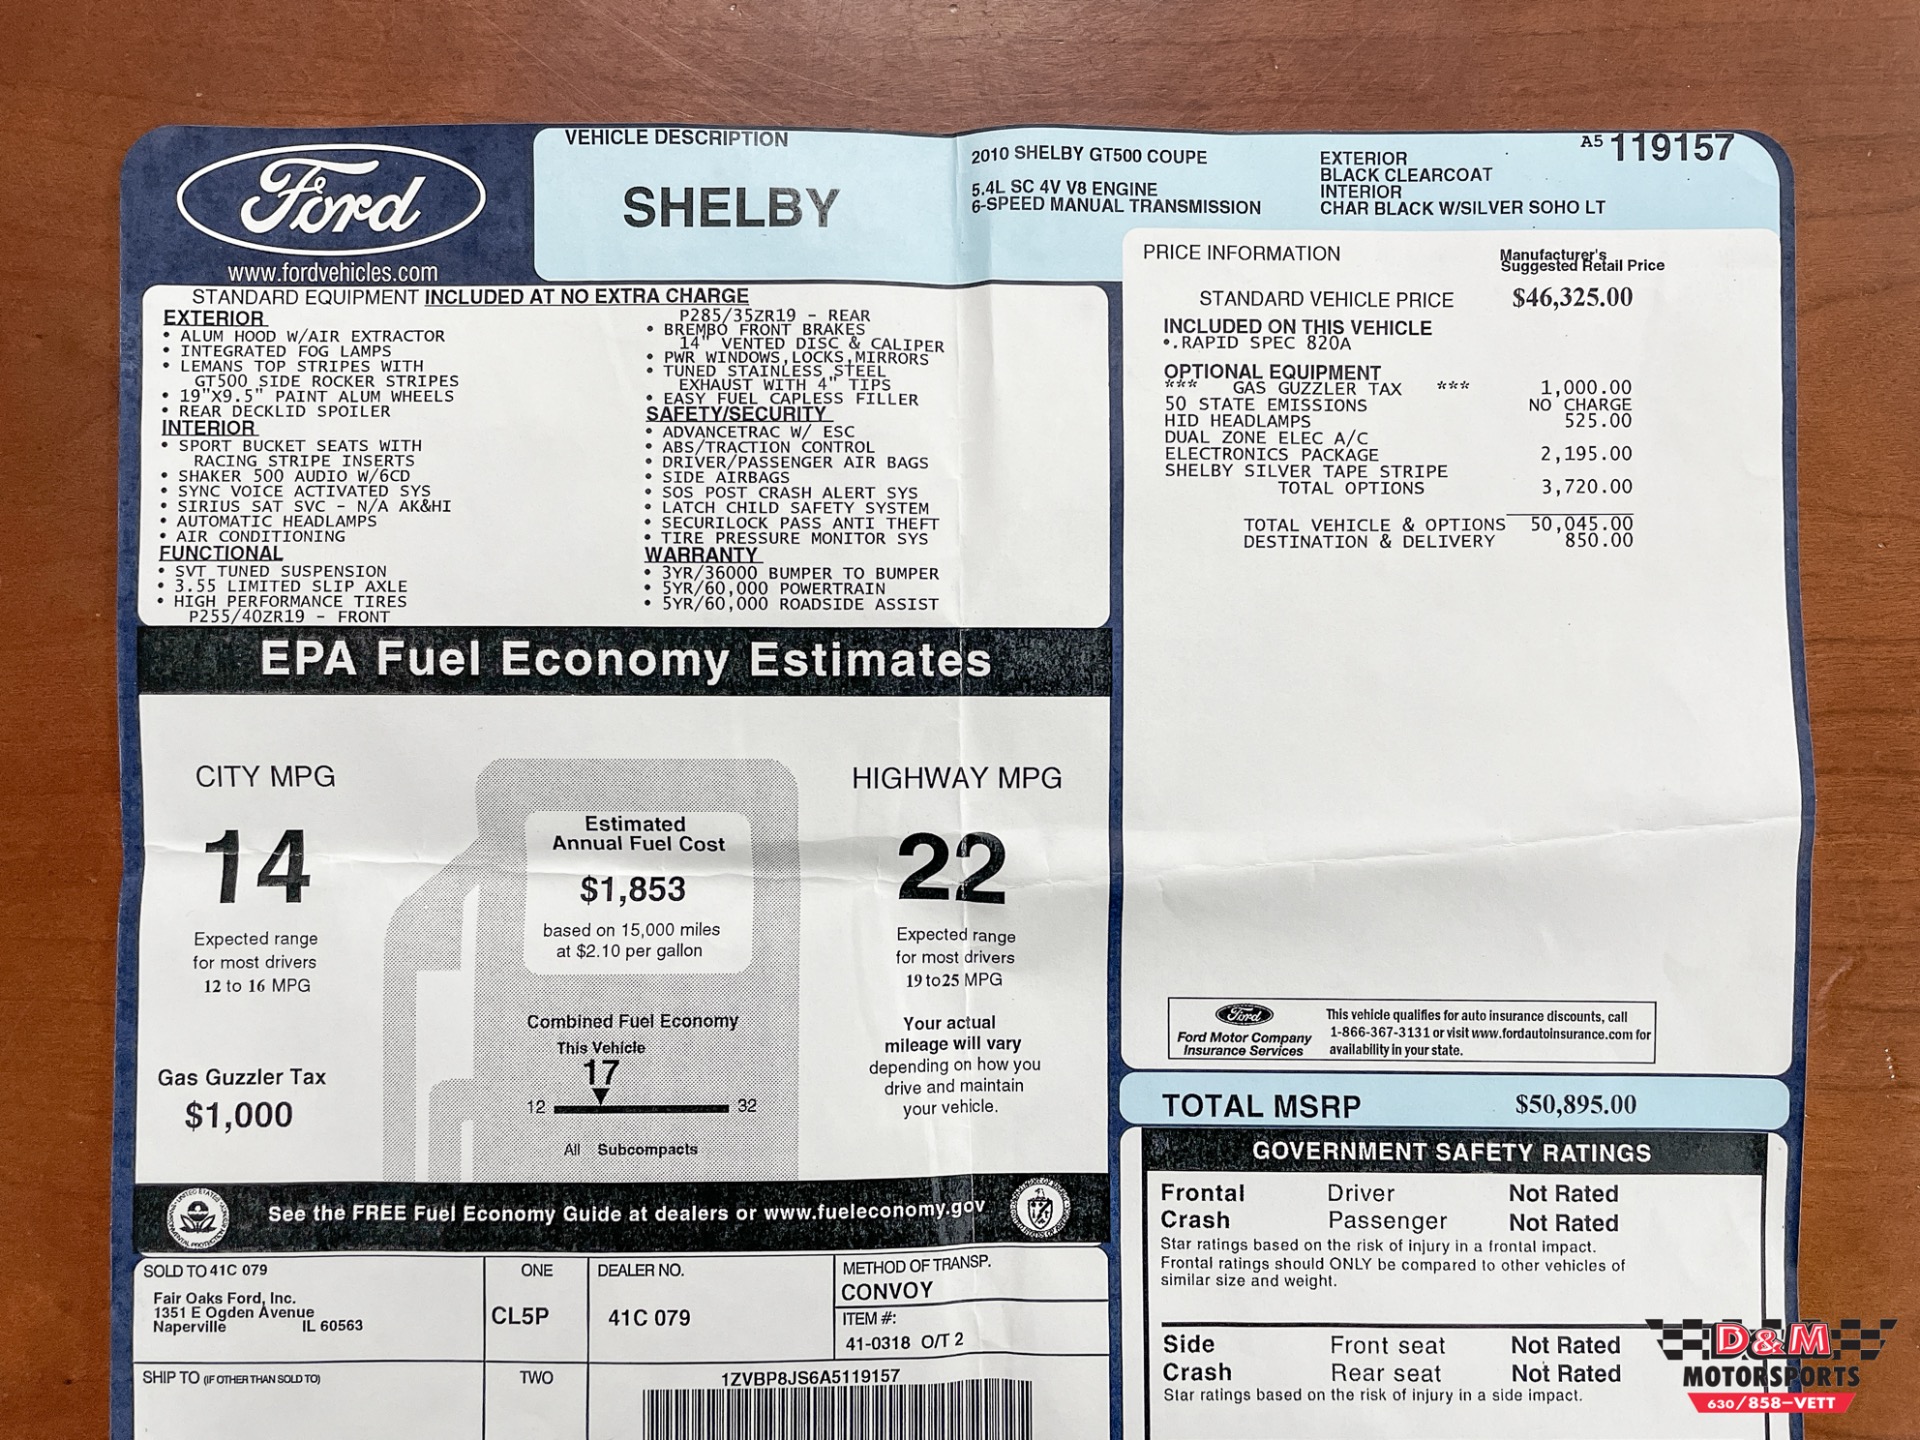 Ford
www.fordvehicles.com
VEHICLE DESCRIPTION
SHELBY
2010 SHELBY GT500 COUPE
5.4L SC 4V V8 ENGINE
6-SPEED MANUAL TRANSMISSION
EXTERIOR
BLACK CLEARCOAT
INTERIOR
CHAR BLACK W/SILVER SOHO LT
A5 119157
STANDARD EQUIPMENT INCLUDED AT NO EXTRA CHARGE
EXTERIOR
• ALUM HOOD W/AIR EXTRACTOR
• INTEGRATED FOG LAMPS
• LEMANS TOP STRIPES WITH
GT500 SIDE ROCKER STRIPES
• 19"X9.5" PAINT ALUM WHEELS
• REAR DECKLID SPOILER
INTERIOR
• SPORT BUCKET SEATS WITH
RACING STRIPE INSERTS
• SHAKER 500 AUDIO W/6CD
• SYNC VOICE ACTIVATED SYS
• SIRIUS SAT SVC - N/A AK&HI
• AUTOMATIC HEADLAMPS
• AIR CONDITIONING
FUNCTIONAL
• SVT TUNED SUSPENSION
• 3.55 LIMITED SLIP AXLE
• HIGH PERFORMANCE TIRES
P255/40ZR19 - FRONT
P285/35ZR19 - REAR
• BREMBO FRONT BRAKES
14" VENTED DISC & CALIPER
• PWR WINDOWS,LOCKS,MIRRORS
• TUNED STAINLESS STEEL
EXHAUST WITH 4" TIPS
• EASY FUEL CAPLESS FILLER
SAFETY/SECURITY
• ADVANCETRAC W/ ESC
• ABS/TRACTION CONTROL
• DRIVER/PASSENGER AIR BAGS
• SIDE AIRBAGS
• SOS POST CRASH ALERT SYS
• LATCH CHILD SAFETY SYSTEM
• SECURILOCK PASS ANTI THEFT
• TIRE PRESSURE MONITOR SYS
WARRANTY
• 3YR/36000 BUMPER TO BUMPER
• 5YR/60,000 POWERTRAIN
• 5YR/60,000 ROADSIDE ASSIST
PRICE INFORMATION
Manufacturer's
Suggested Retail Price
STANDARD VEHICLE PRICE $46,325.00
INCLUDED ON THIS VEHICLE
•.RAPID SPEC 820A
OPTIONAL EQUIPMENT
*** GAS GUZZLER TAX *** 1,000.00
50 STATE EMISSIONS NO CHARGE
HID HEADLAMPS 525.00
DUAL ZONE ELEC A/C
ELECTRONICS PACKAGE 2,195.00
SHELBY SILVER TAPE STRIPE
TOTAL OPTIONS 3,720.00
TOTAL VEHICLE & OPTIONS 50,045.00
DESTINATION & DELIVERY 850.00
EPA Fuel Economy Estimates
CITY MPG
14
Expected range
for most drivers
12 to 16 MPG
Gas Guzzler Tax
$1,000
Estimated
Annual Fuel Cost
$1,853
based on 15,000 miles
at $2.10 per gallon
Combined Fuel Economy
This Vehicle
17
12 32
All Subcompacts
HIGHWAY MPG
22
Expected range
for most drivers
19 to 25 MPG
Your actual
mileage will vary
depending on how you
drive and maintain
your vehicle.
See the FREE Fuel Economy Guide at dealers or www.fueleconomy.gov
Ford
Ford Motor Company
Insurance Services
This vehicle qualifies for auto insurance discounts, call
1-866-367-3131 or visit www.fordautoinsurance.com for
availability in your state.
TOTAL MSRP $50,895.00
GOVERNMENT SAFETY RATINGS
Frontal Driver Not Rated
Crash Passenger Not Rated
Star ratings based on the risk of injury in a frontal impact.
Frontal ratings should ONLY be compared to other vehicles of
similar size and weight.
Side Front seat Not Rated
Crash Rear seat Not Rated
Star ratings based on the risk of injury in a side impact.
SOLD TO 41C 079
Fair Oaks Ford, Inc.
1351 E Ogden Avenue
Naperville IL 60563
ONE
CL5P
DEALER NO.
41C 079
METHOD OF TRANSP.
CONVOY
ITEM #:
41-0318 O/T 2
SHIP TO (IF OTHER THAN SOLD TO)
TWO
1ZVBP8JS6A5119157
D&M
MOTORSPORTS
630/858-VETT